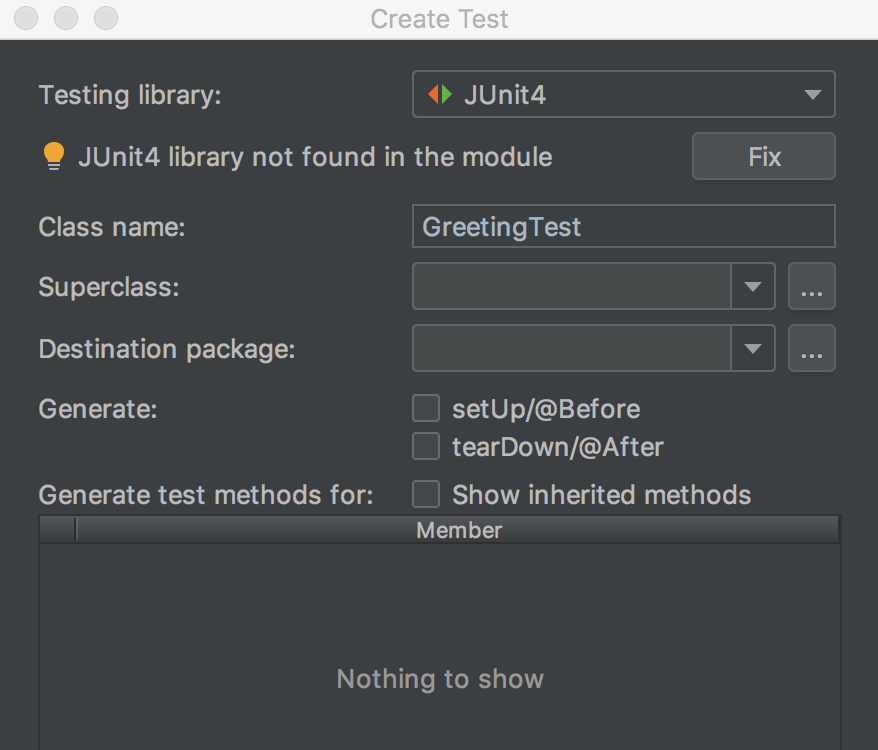 Create Test
Testing library: JUnit4
JUnit4 library not found in the module Fix
Class name: GreetingTest
Superclass: ...
Destination package: ...
Generate: setUp/@Before
tearDown/@After
Generate test methods for: Show inherited methods
Member
Nothing to show